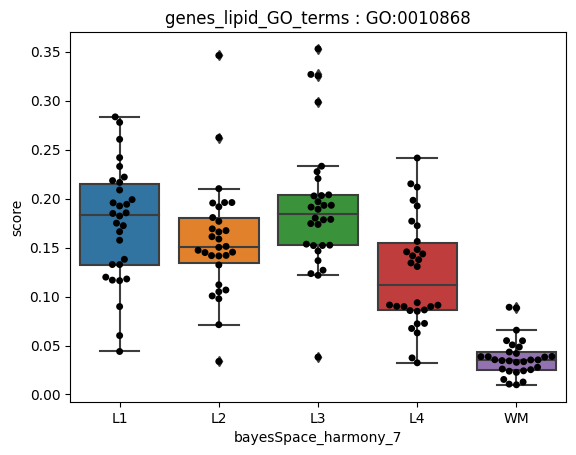 genes_lipid_GO_terms : GO:0010868
0.35
0.30
0.25
0.20
0.15
0.10
0.05
0.00
score
L1 L2 L3 L4 WM
bayesSpace_harmony_7